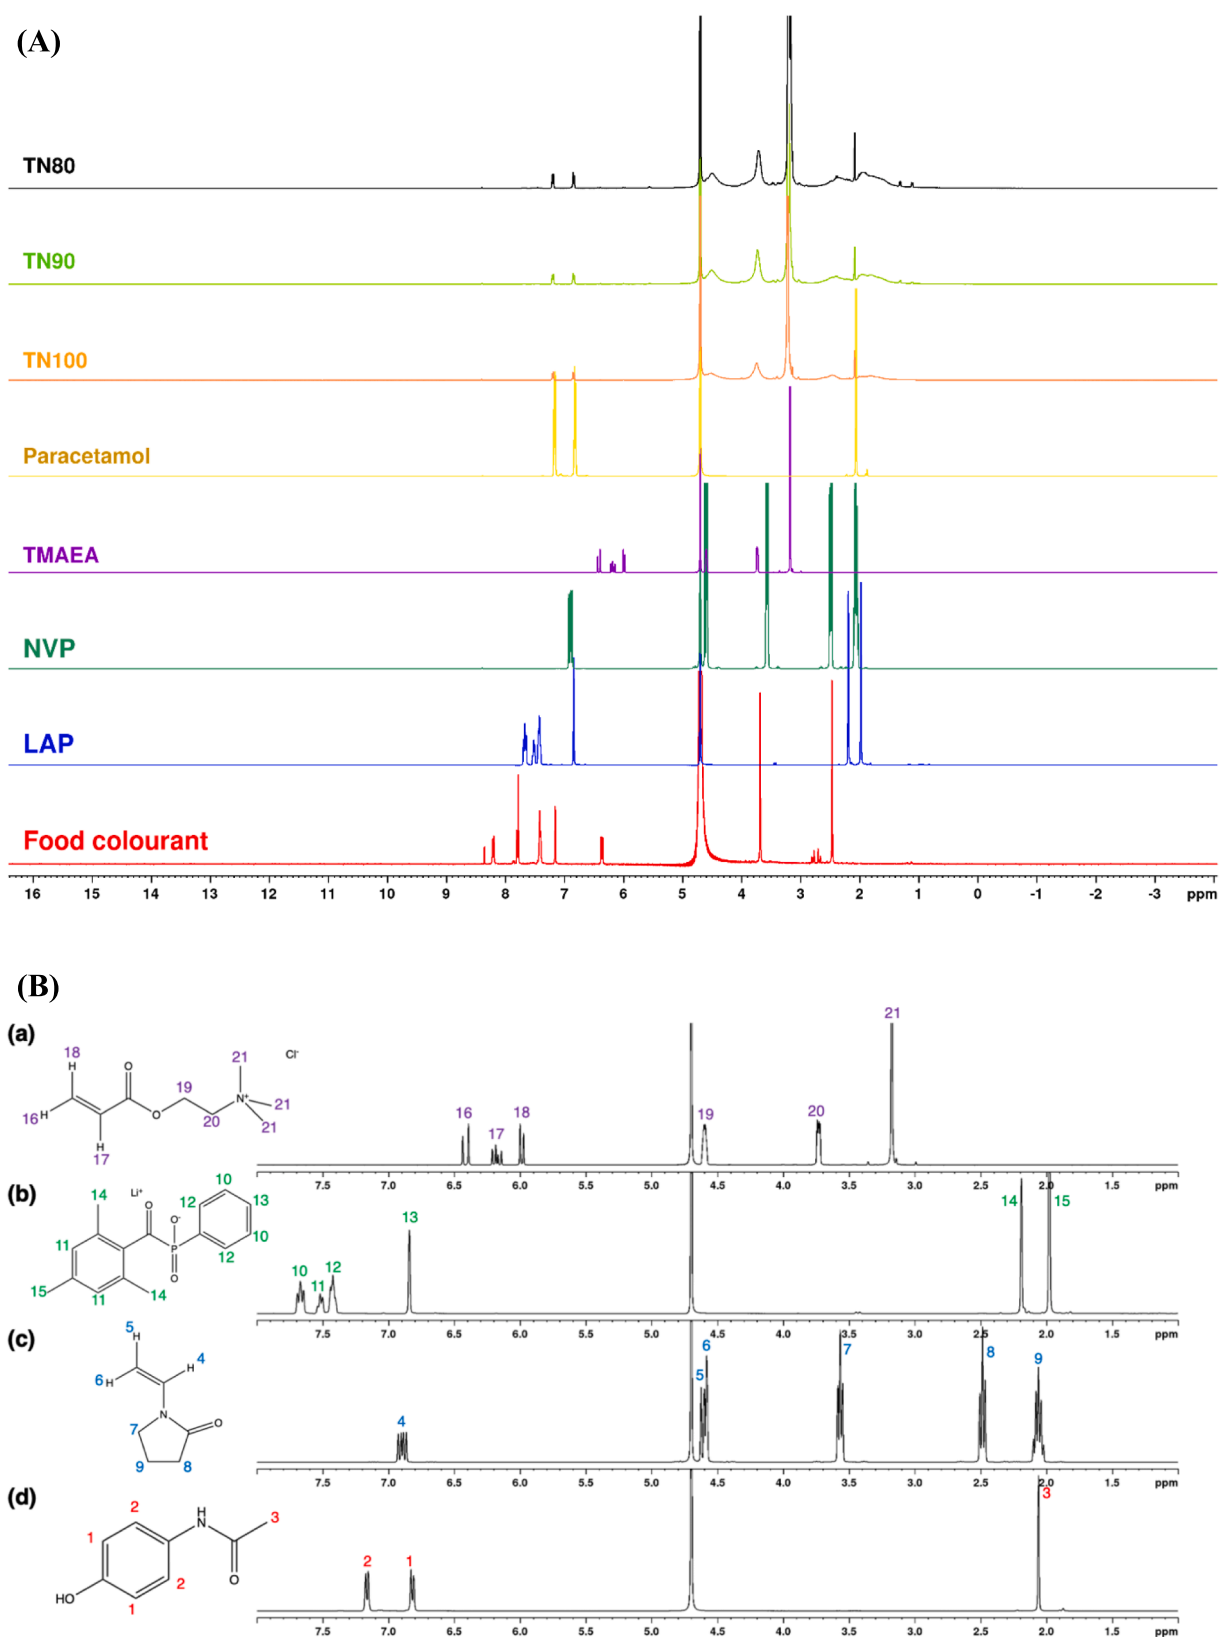 (A)
TN80
TN90
TN100
Paracetamol
TMAEA
NVP
LAP
Food colourant
16 15 14 13 12 11 10 9 8 7 6 5 4 3 2 1 0 -1 -2 -3 ppm
(B)
(a)
18
H
O
16 H
19
O
20
N+
21
21
21
Cl-
H
17
16
17
18
19
20
21
7.5 7.0 6.5 6.0 5.5 5.0 4.5 4.0 3.5 3.0 2.5 2.0 1.5 ppm
(b)
14
Li+
O
O-
P
O
10
12
13
10
12
11
15
11
14
10
11
12
13
14
15
7.5 7.0 6.5 6.0 5.5 5.0 4.5 4.0 3.5 3.0 2.5 2.0 1.5 ppm
(c)
5
H
4
H
6 H
N
O
7
9
8
4
5
6
7
8
9
7.5 7.0 6.5 6.0 5.5 5.0 4.5 4.0 3.5 3.0 2.5 2.0 1.5 ppm
(d)
2
H
N
3
1
O
2
HO
1
2
1
3
7.5 7.0 6.5 6.0 5.5 5.0 4.5 4.0 3.5 3.0 2.5 2.0 1.5 ppm